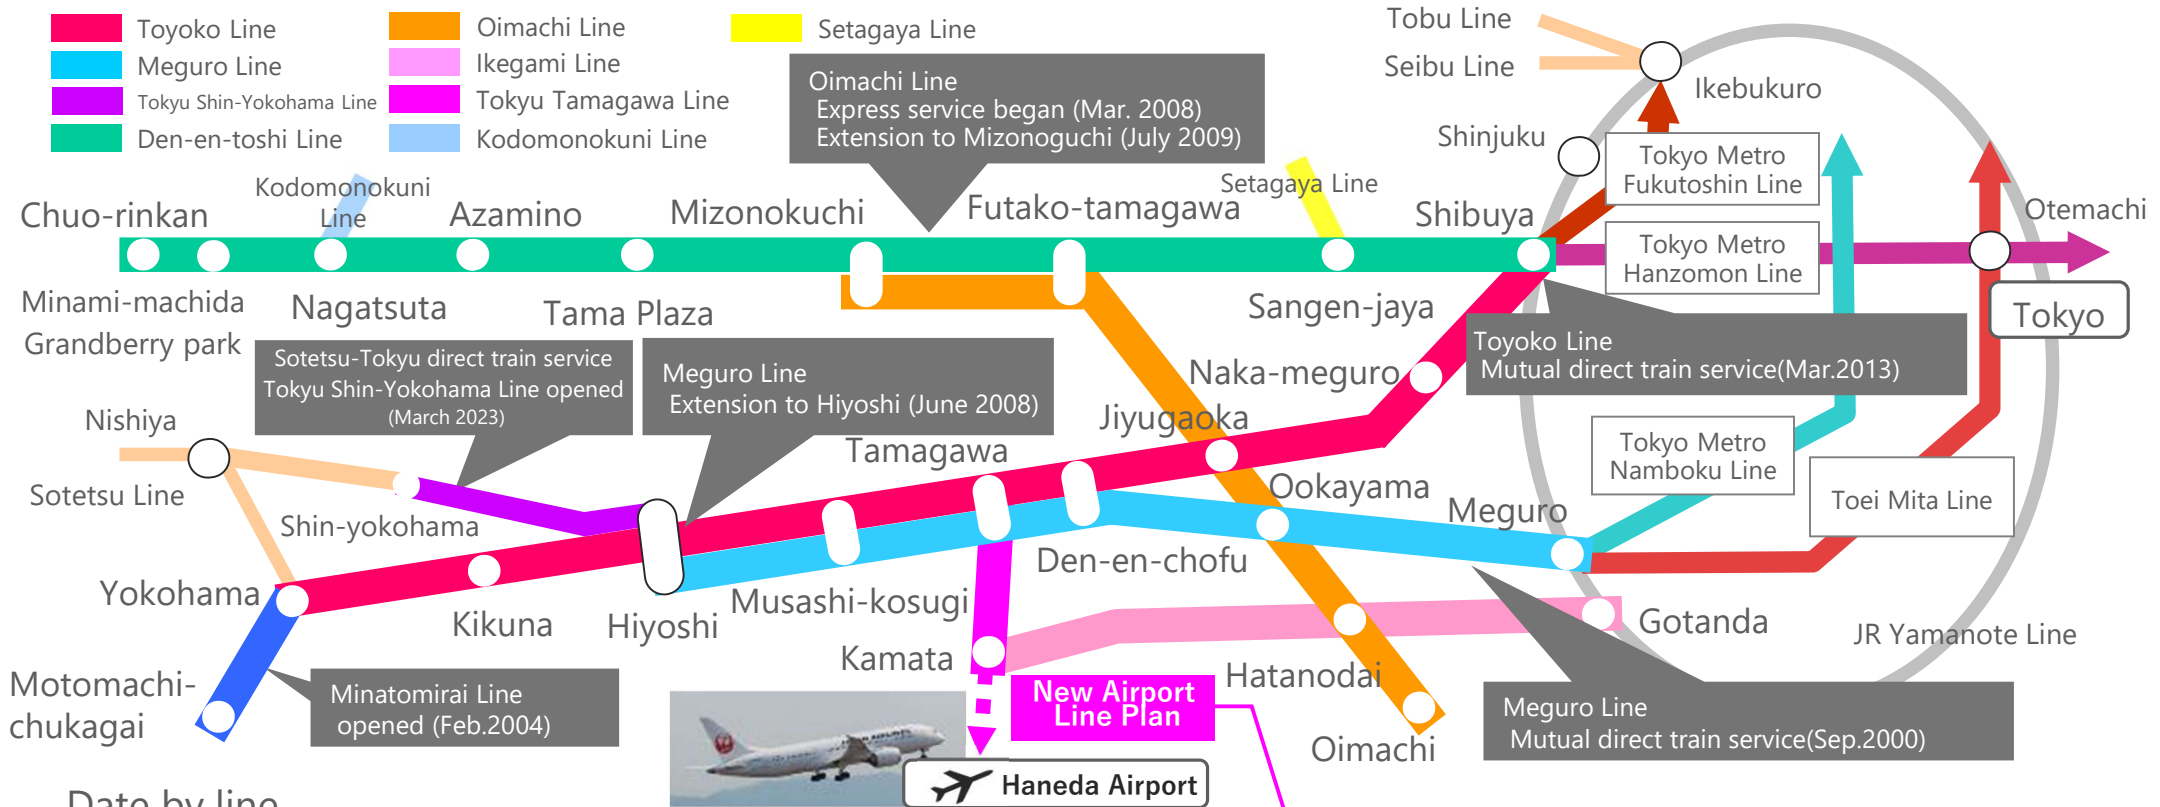 Toyoko Line
Meguro Line
Tokyu Shin-Yokohama Line
Den-en-toshi Line
Oimachi Line
Ikegami Line
Tokyu Tamagawa Line
Kodomonokuni Line
Setagaya Line
Oimachi Line
Express service began (Mar. 2008)
Extension to Mizonoguchi (July 2009)
Tobu Line
Seibu Line
Ikebukuro
Shinjuku
Tokyo Metro
Fukutoshin Line
Kodomonokuni
Line
Setagaya Line
Chuo-rinkan
Azamino
Mizonokuchi
Futako-tamagawa
Shibuya
Otemachi
Tokyo Metro
Hanzomon Line
Minami-machida
Grandberry park
Nagatsuta
Tama Plaza
Sangen-jaya
Tokyo
Sotetsu-Tokyu direct train service
Tokyu Shin-Yokohama Line opened
(March 2023)
Meguro Line
Extension to Hiyoshi (June 2008)
Toyoko Line
Mutual direct train service(Mar.2013)
Naka-meguro
Jiyugaoka
Nishiya
Tamagawa
Tokyo Metro
Namboku Line
Sotetsu Line
Shin-yokohama
Ookayama
Meguro
Toei Mita Line
Yokohama
Kikuna
Hiyoshi
Musashi-kosugi
Den-en-chofu
Gotanda
JR Yamanote Line
Kamata
Hatanodai
Motomachi-
chukagai
Minatomirai Line
opened (Feb.2004)
New Airport
Line Plan
Oimachi
Meguro Line
Mutual direct train service(Sep.2000)
Haneda Airport
Date by line